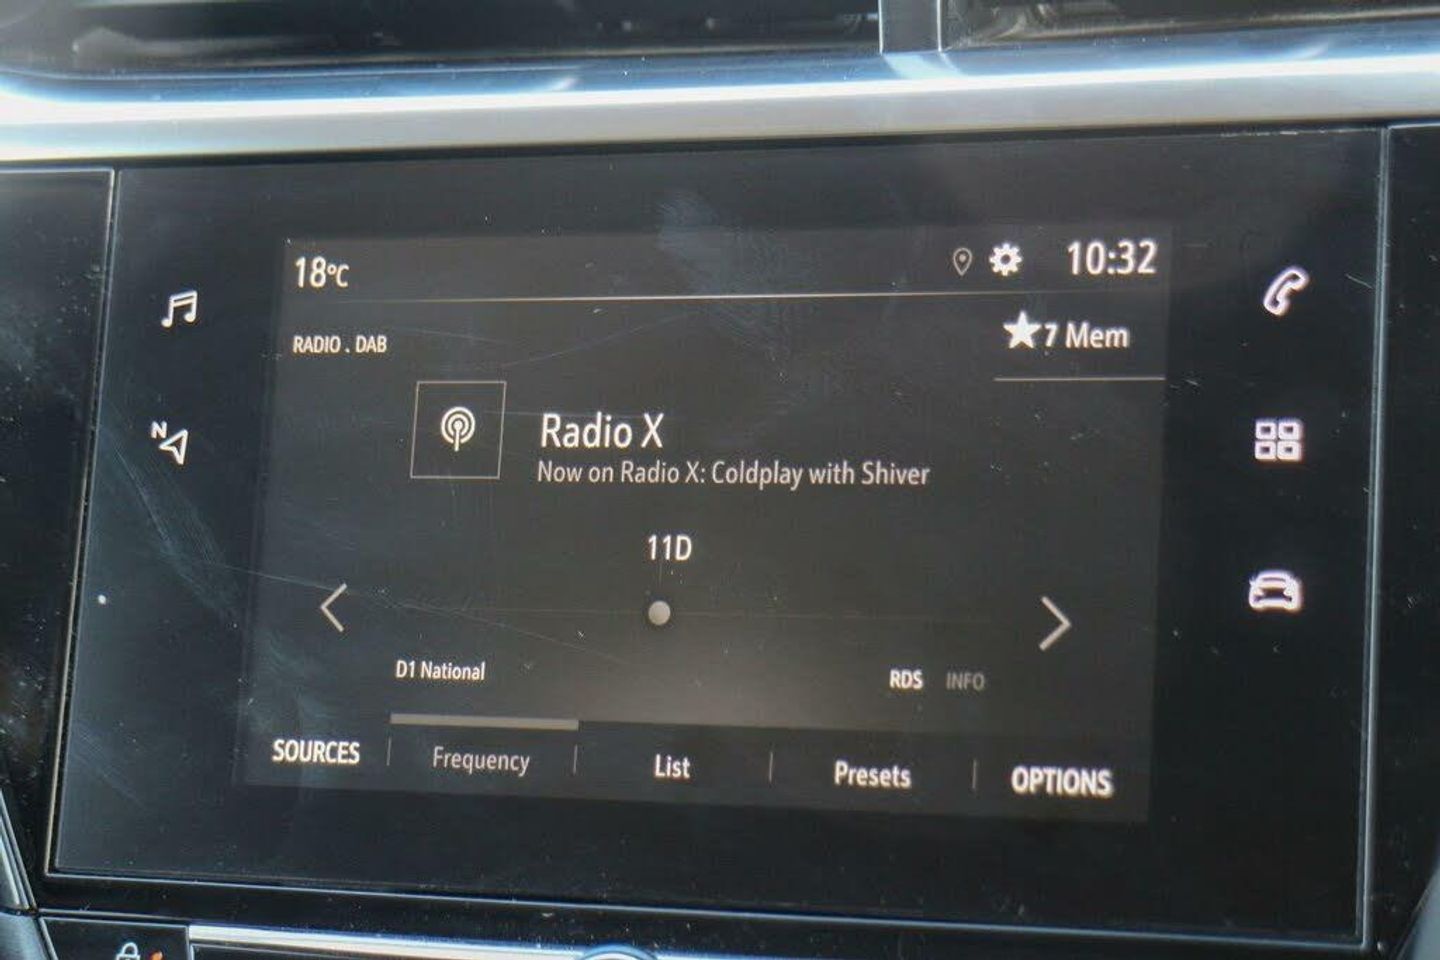 18°C
10:32
RADIO . DAB
★7 Mem
Radio X
Now on Radio X: Coldplay with Shiver
N
11D
D1 National
RDS INFO
SOURCES Frequency List Presets OPTIONS